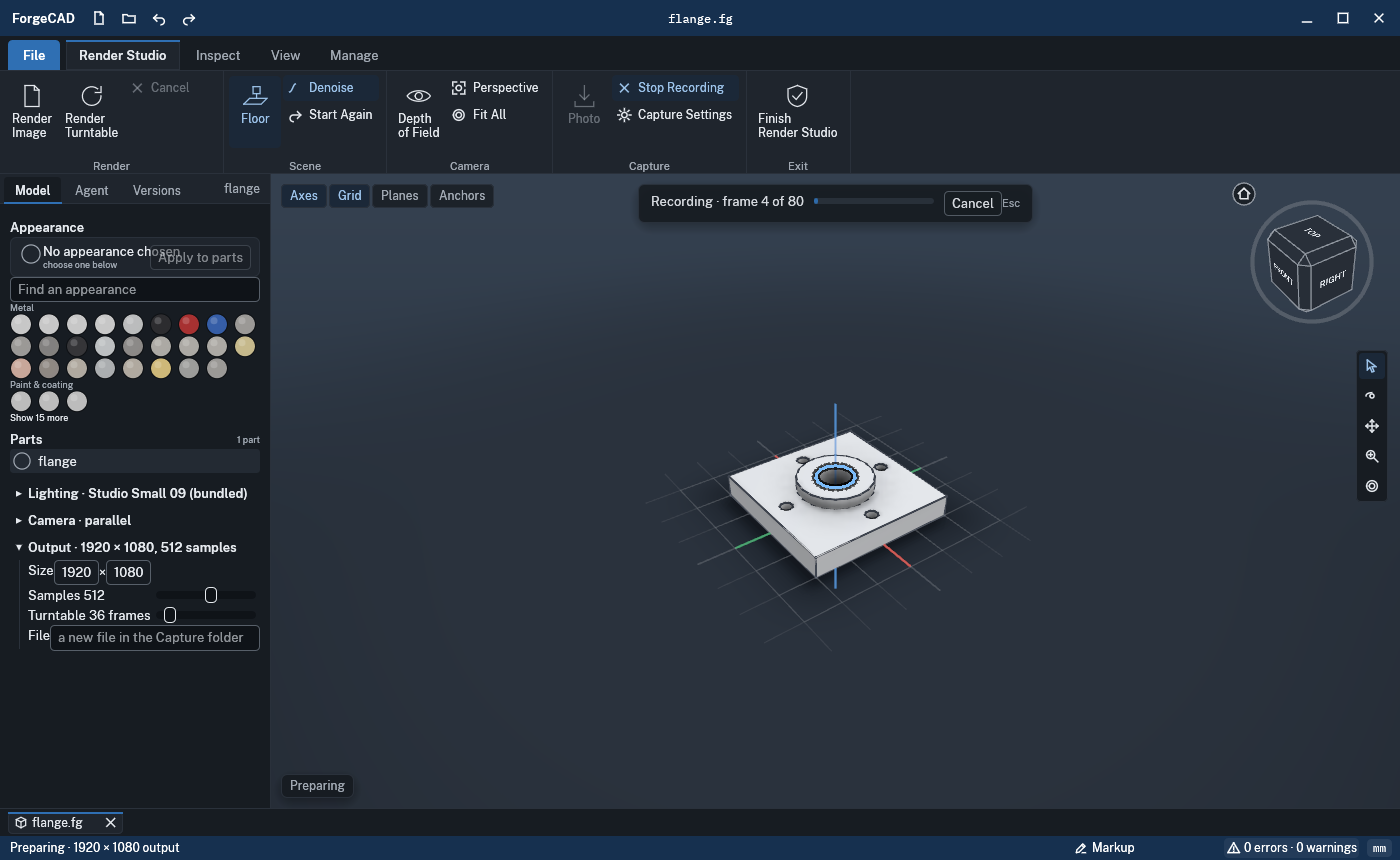 ForgeCAD
flange.fg
File
Render Studio
Inspect
View
Manage
Render
Image
Render
Turntable
Cancel
Render
Floor
Denoise
Start Again
Scene
Depth
of Field
Perspective
Fit All
Camera
Photo
Stop Recording
Capture Settings
Capture
Finish
Render Studio
Exit
Model
Agent
Versions
flange
Axes
Grid
Planes
Anchors
Recording · frame 4 of 80
Cancel
Esc
TOP
FRONT
RIGHT
Appearance
No appearance chosen
choose one below
Apply to parts
Find an appearance
Metal
Paint & coating
Show 15 more
Parts
1 part
flange
Lighting · Studio Small 09 (bundled)
Camera · parallel
Output · 1920 × 1080, 512 samples
Size 1920 × 1080
Samples 512
Turntable 36 frames
File a new file in the Capture folder
Preparing
flange.fg
Preparing · 1920 × 1080 output
Markup
0 errors · 0 warnings
mm